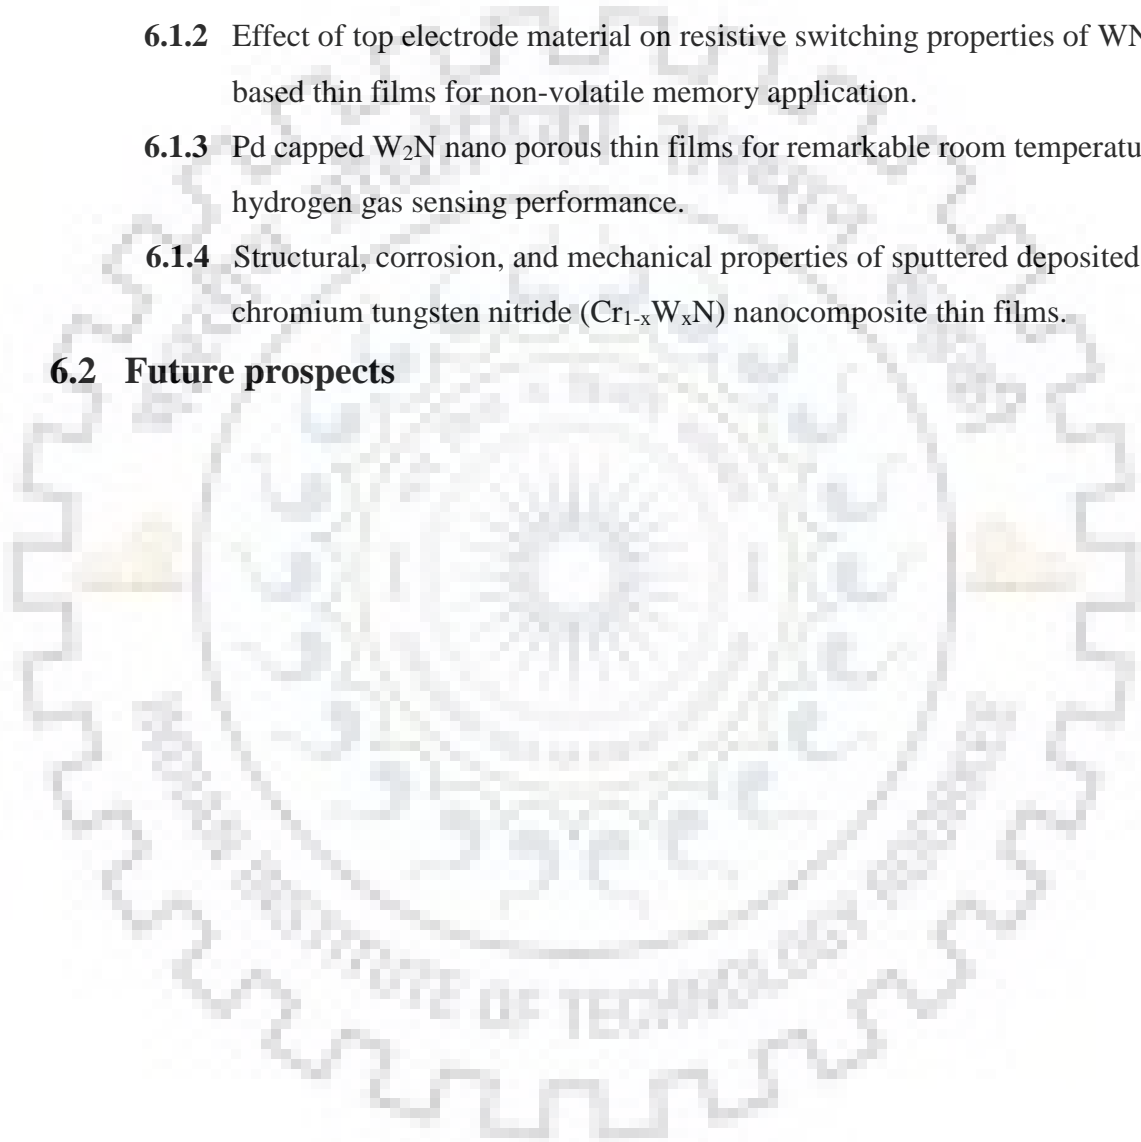 6.1.2 Effect of top electrode material on resistive switching properties of WN
based thin films for non-volatile memory application.
6.1.3 Pd capped W₂N nano porous thin films for remarkable room temperatu
hydrogen gas sensing performance.
6.1.4 Structural, corrosion, and mechanical properties of sputtered deposited
chromium tungsten nitride (Cr₁₋ₓWₓN) nanocomposite thin films.
6.2 Future prospects
OF TECHNOLOGY